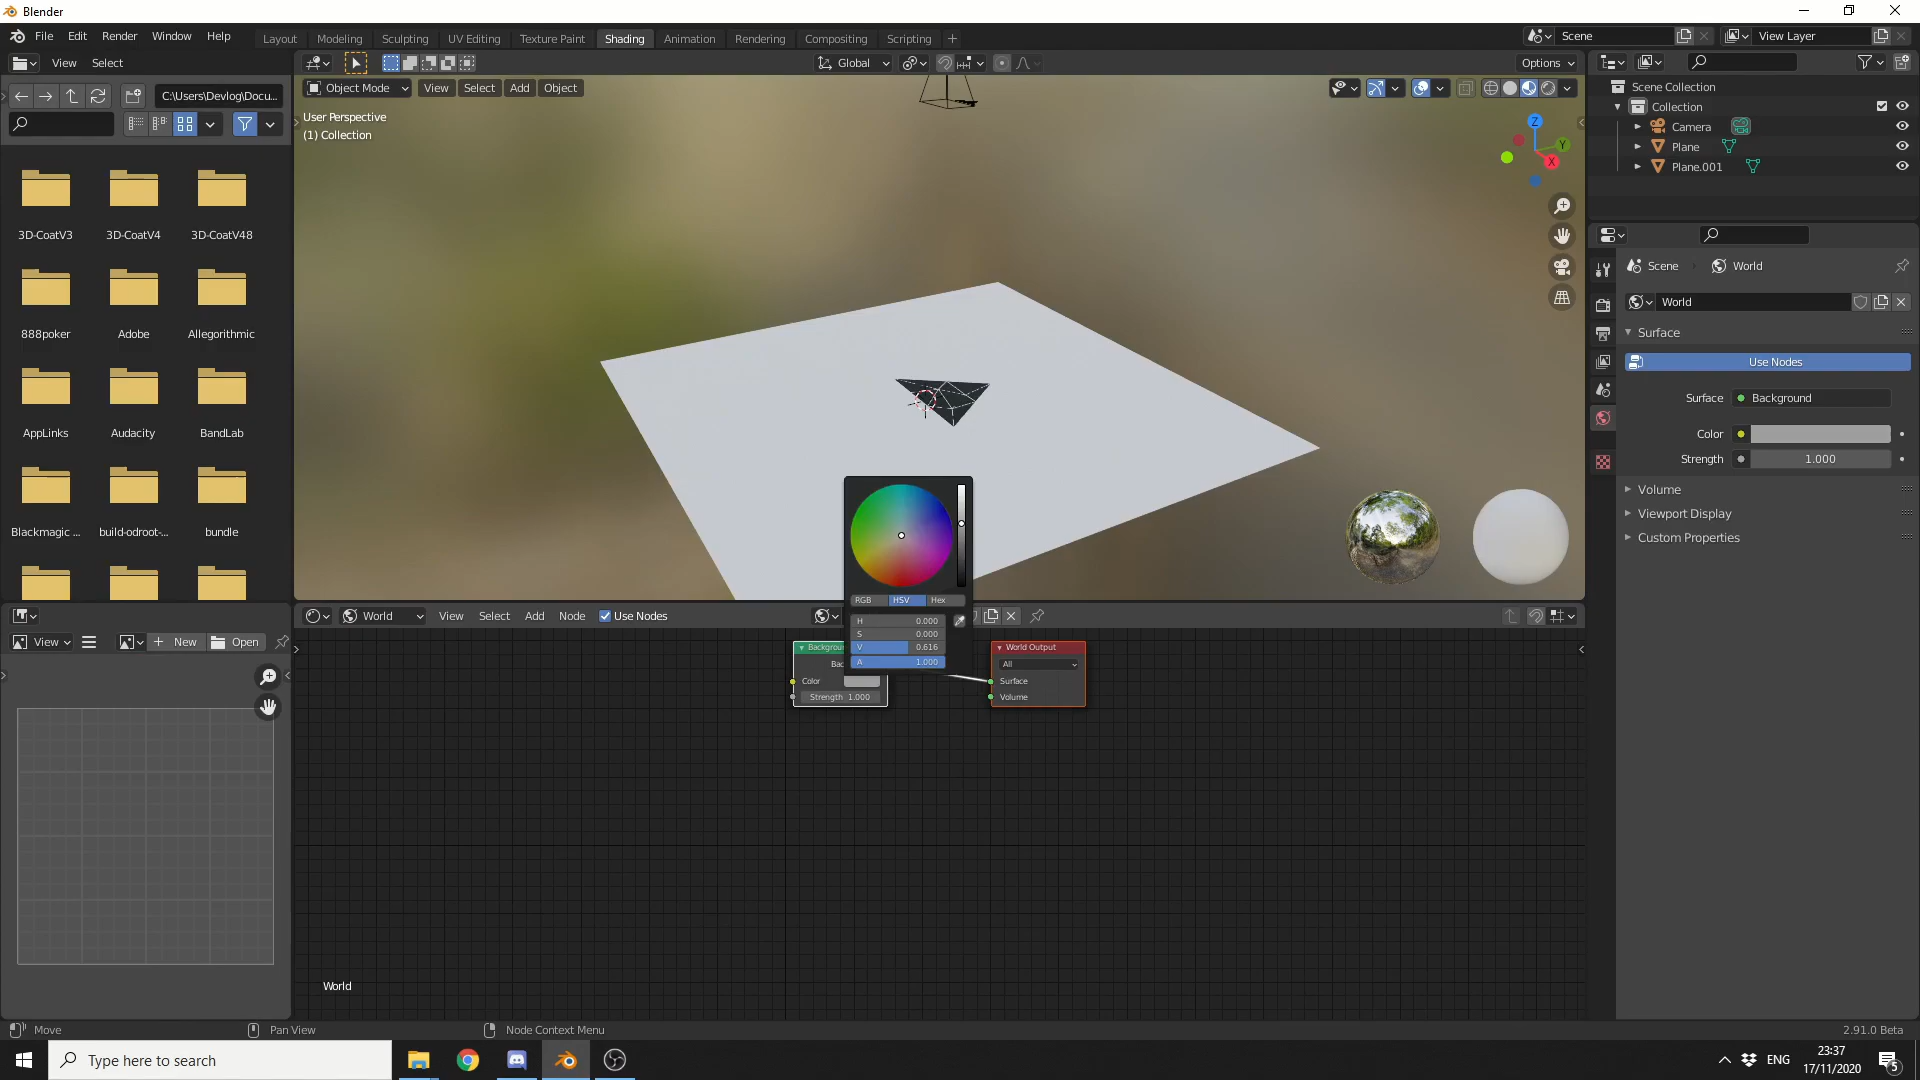 Blender
File Edit Render Window Help
Layout Modeling Sculpting UV Editing Texture Paint Shading Animation Rendering Compositing Scripting +
Scene
View Layer
View Select
Global
Options
C:\Users\Devlog\Docu...
Object Mode View Select Add Object
User Perspective
(1) Collection
Z
Y
X
Scene Collection
Collection
Camera
Plane
Plane.001
3D-CoatV3 3D-CoatV4 3D-CoatV48
888poker Adobe Allegorithmic
AppLinks Audacity BandLab
Blackmagic ... build-odroot-... bundle
Scene World
World
Surface
Use Nodes
Surface Background
Color
Strength 1.000
Volume
Viewport Display
Custom Properties
RGB HSV Hex
H 0.000
S 0.000
V 0.616
A 1.000
World View Select Add Node Use Nodes
View + New Open
Backgroun
Bac
Color
Strength 1.000
World Output
All
Surface
Volume
World
Move Pan View Node Context Menu
2.91.0 Beta
Type here to search
ENG
23:37
17/11/2020
5